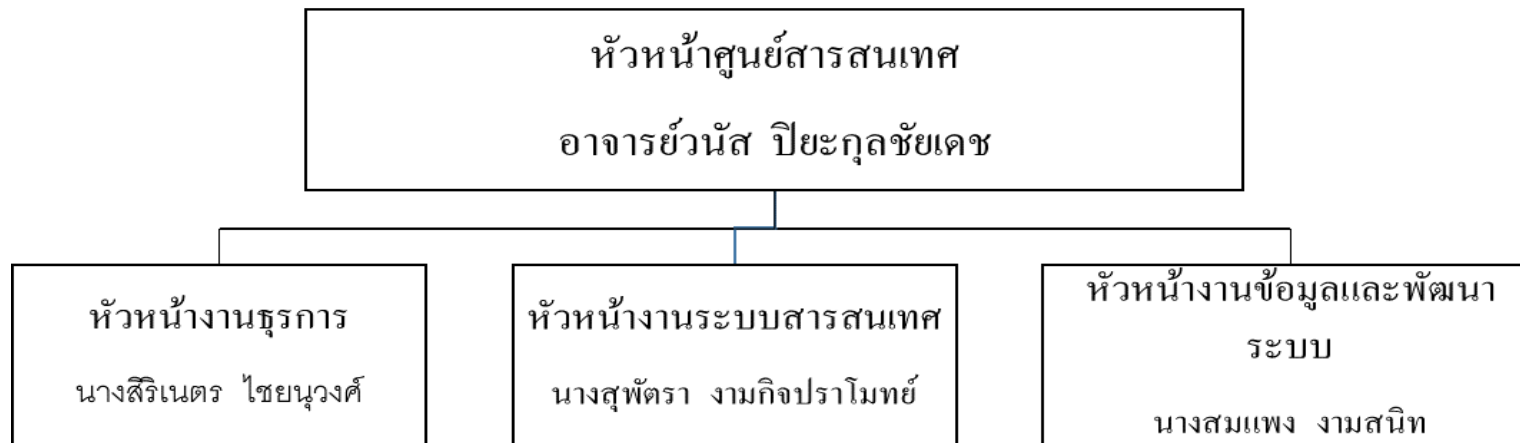 หัวหน้าศูนย์สารสนเทศ
อาจารย์วนัส ปิยะกุลชัยเดช
หัวหน้างานธุรการ
นางสิริเนตร ไชยนุวงศ์
หัวหน้างานระบบสารสนเทศ
นางสุพัตรา งามกิจปราโมทย์
หัวหน้างานข้อมูลและพัฒนา
ระบบ
นางสมแพง งามสนิท